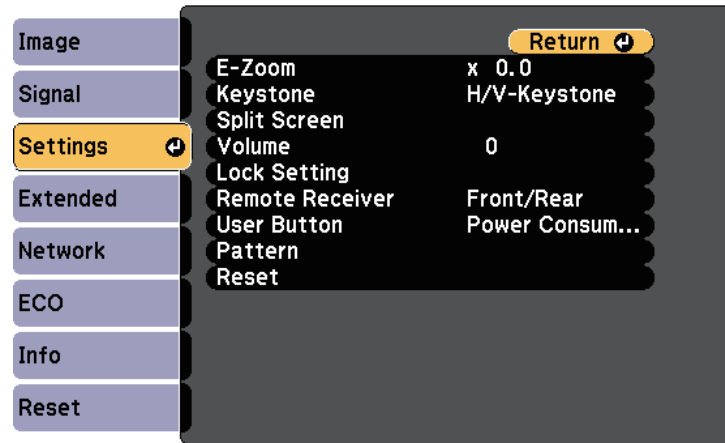 Image
Signal
Settings
Extended
Network
ECO
Info
Reset
Return
E-Zoom x 0.0
Keystone H/V-Keystone
Split Screen
Volume 0
Lock Setting
Remote Receiver Front/Rear
User Button Power Consum...
Pattern
Reset